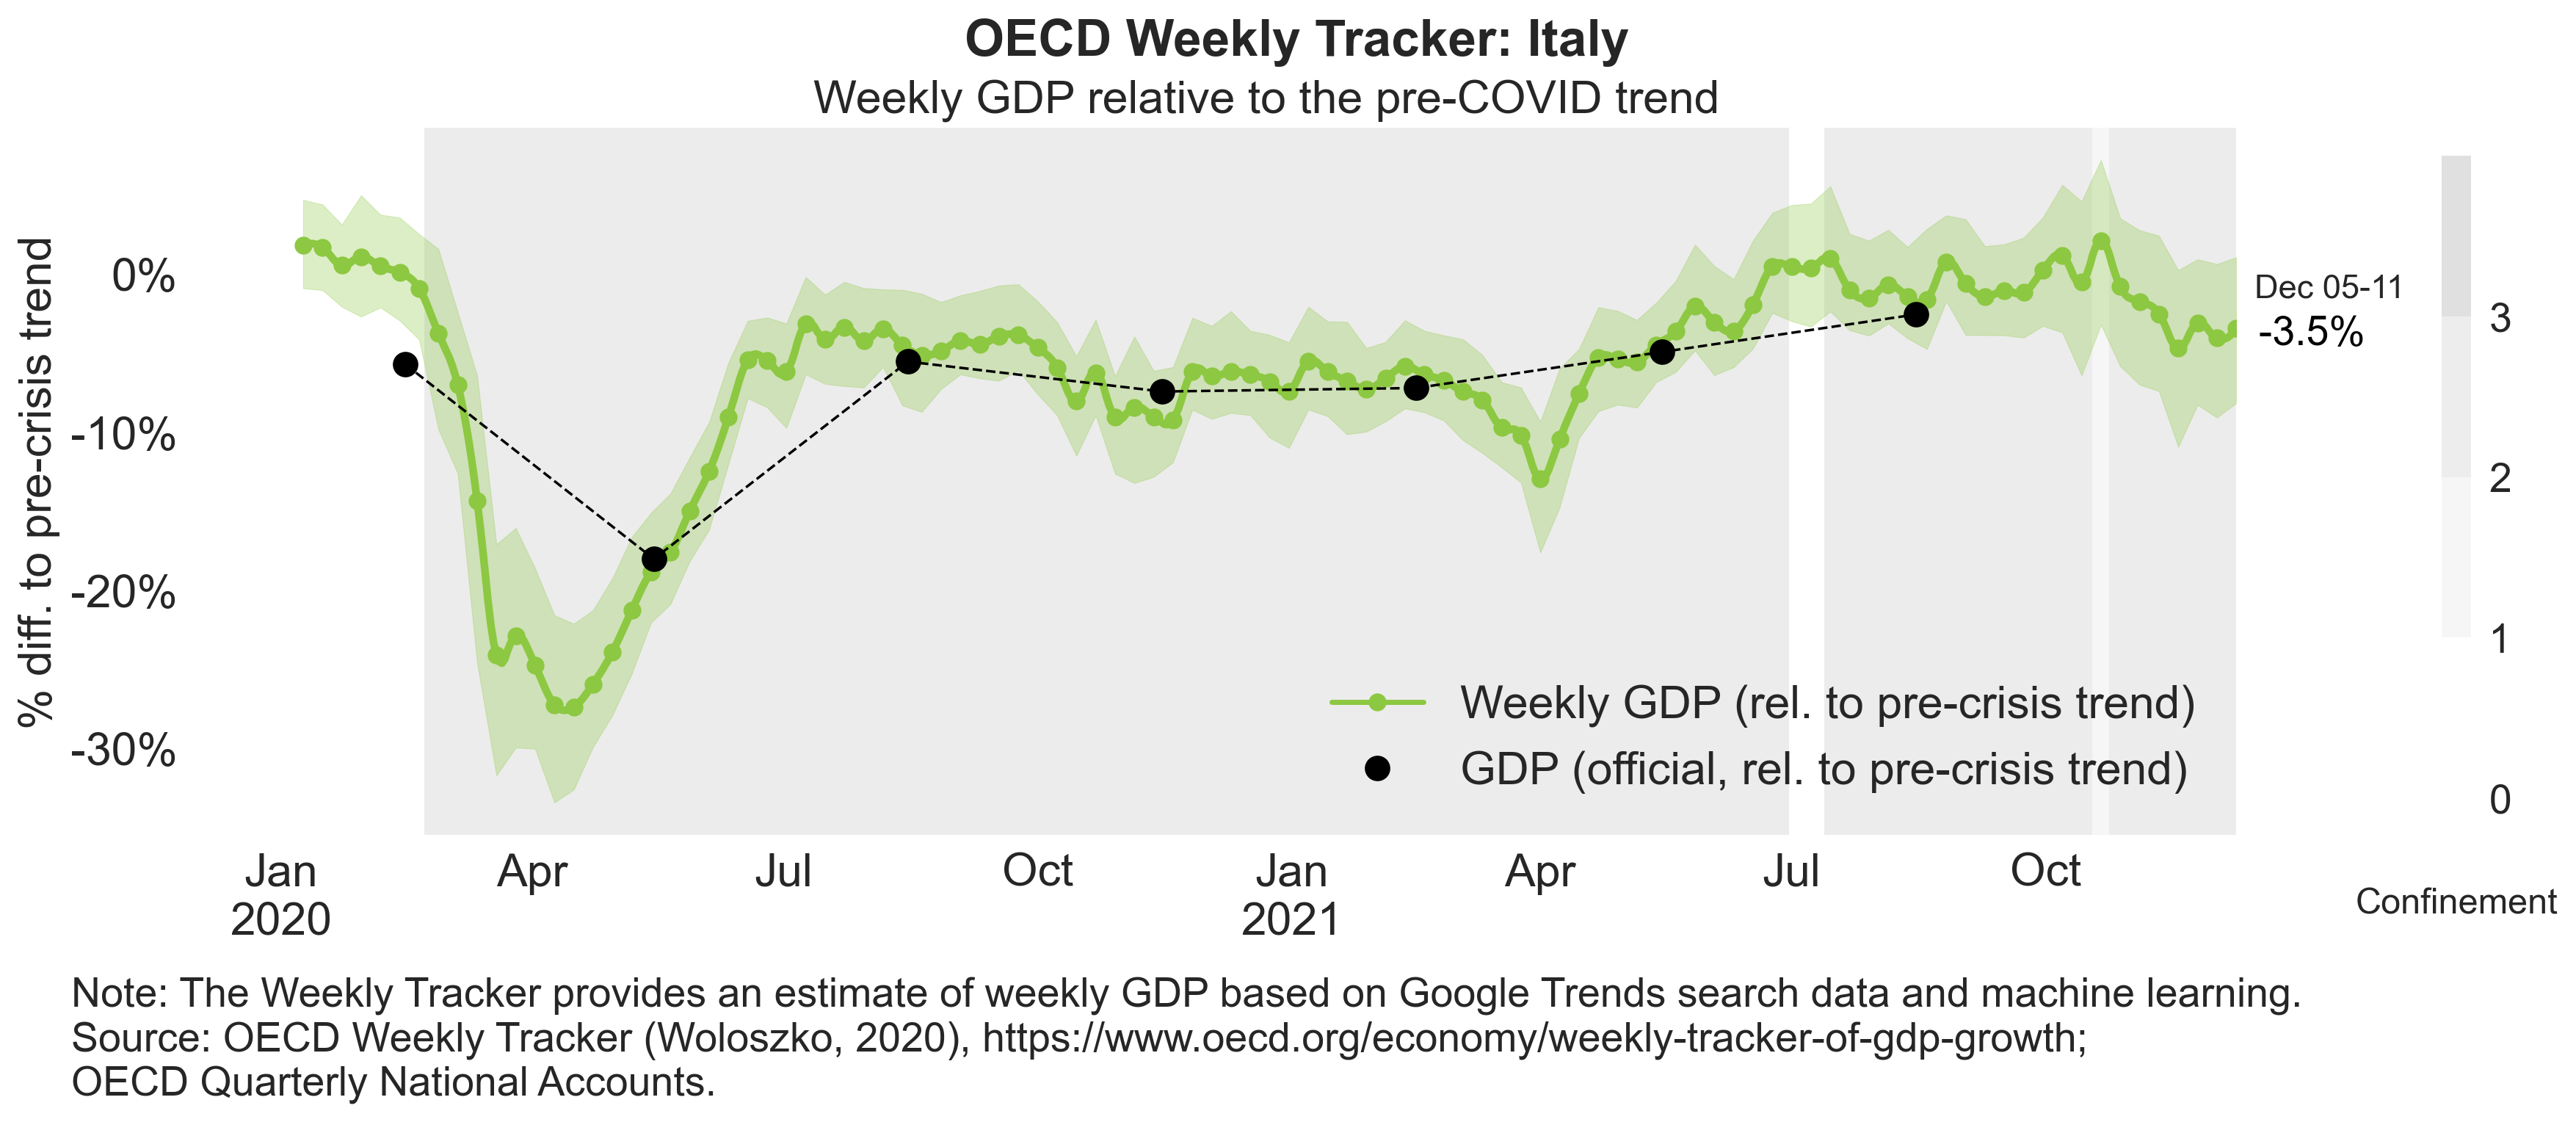 OECD Weekly Tracker: Italy
Weekly GDP relative to the pre-COVID trend
% diff. to pre-crisis trend
0%
-10%
-20%
-30%
Dec 05-11
-3.5%
3
2
1
0
Weekly GDP (rel. to pre-crisis trend)
GDP (official, rel. to pre-crisis trend)
Jan Apr Jul Oct Jan Apr Jul Oct
2020 2021
Confinement
Note: The Weekly Tracker provides an estimate of weekly GDP based on Google Trends search data and machine learning.
Source: OECD Weekly Tracker (Woloszko, 2020), https://www.oecd.org/economy/weekly-tracker-of-gdp-growth;
OECD Quarterly National Accounts.